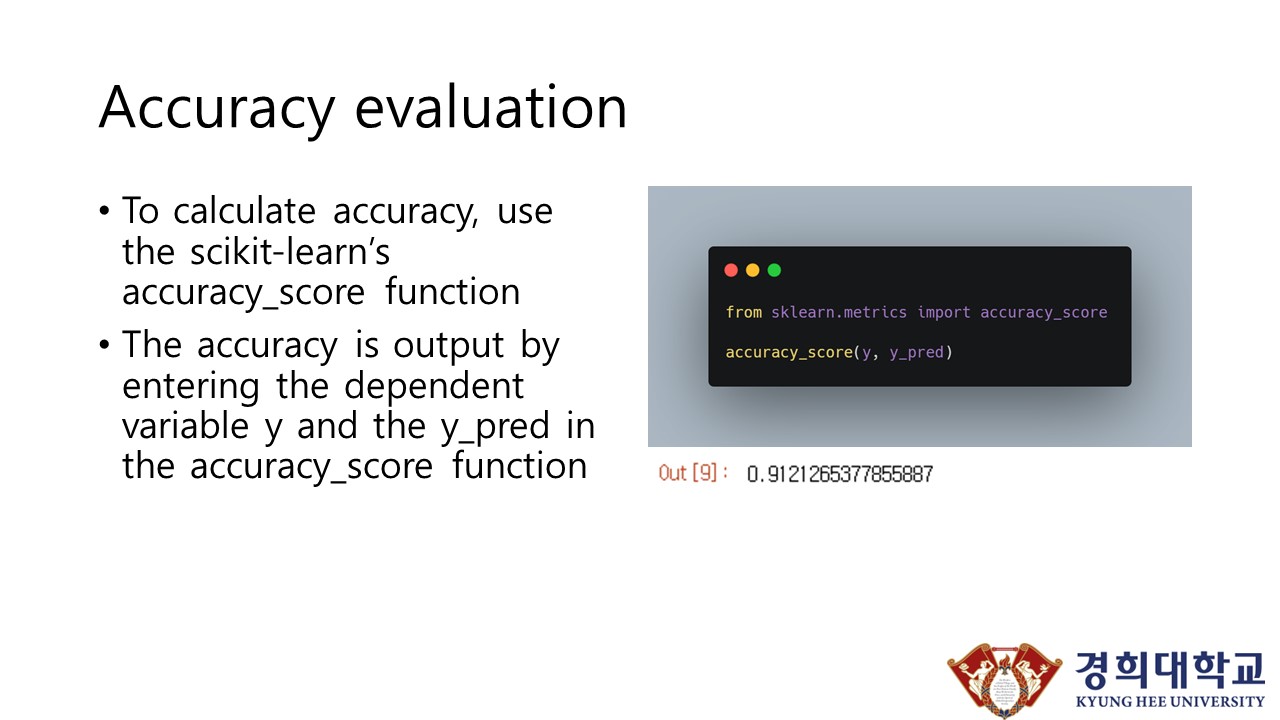 Accuracy evaluation
• To calculate accuracy, use
the scikit-learn’s
accuracy_score function
• The accuracy is output by
entering the dependent
variable y and the y_pred in
the accuracy_score function
from sklearn.metrics import accuracy_score
accuracy_score(y, y_pred)
Out[9]: 0.9121265377855887
경희대학교
KYUNG HEE UNIVERSITY